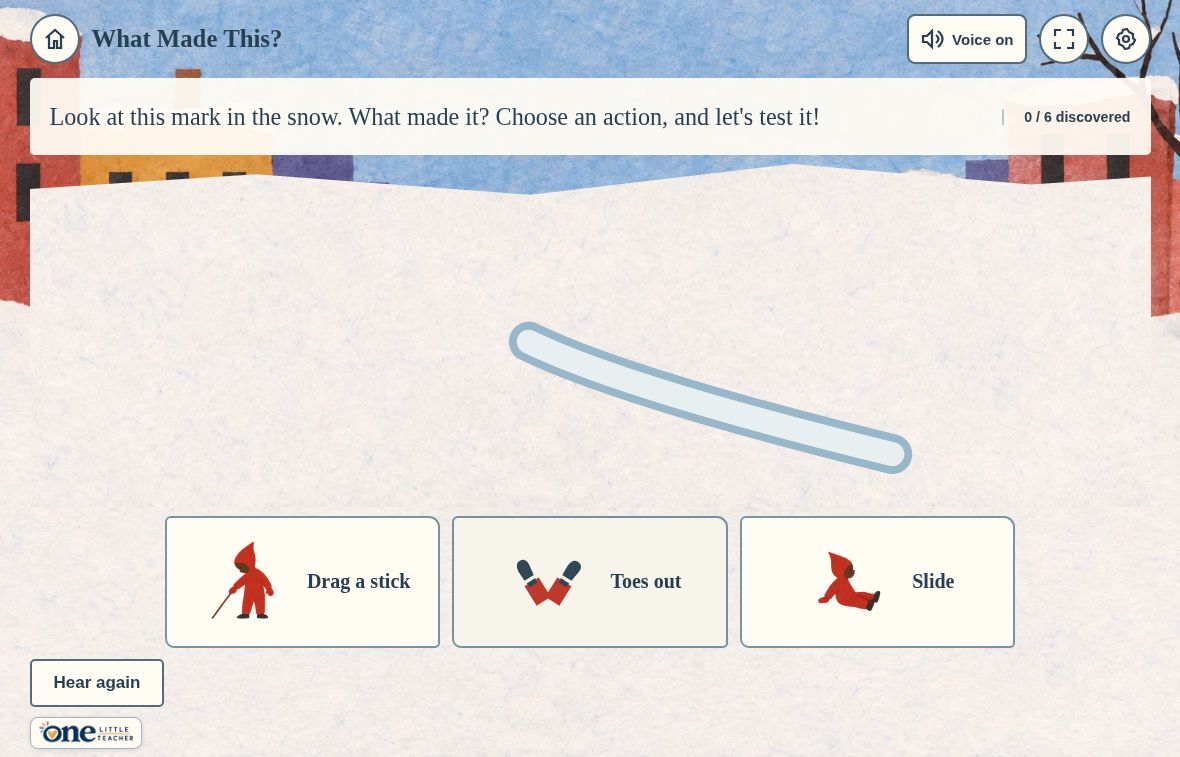 What Made This?
Voice on
Look at this mark in the snow. What made it? Choose an action, and let's test it!
0 / 6 discovered
Drag a stick
Toes out
Slide
Hear again
one LITTLE TEACHER